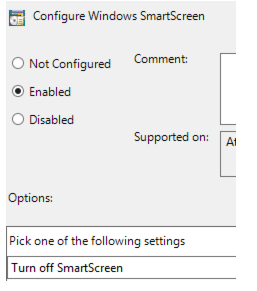 Configure Windows SmartScreen
Not Configured
Comment:
Enabled
Disabled
Supported on:
Options:
Pick one of the following settings
Turn off SmartScreen